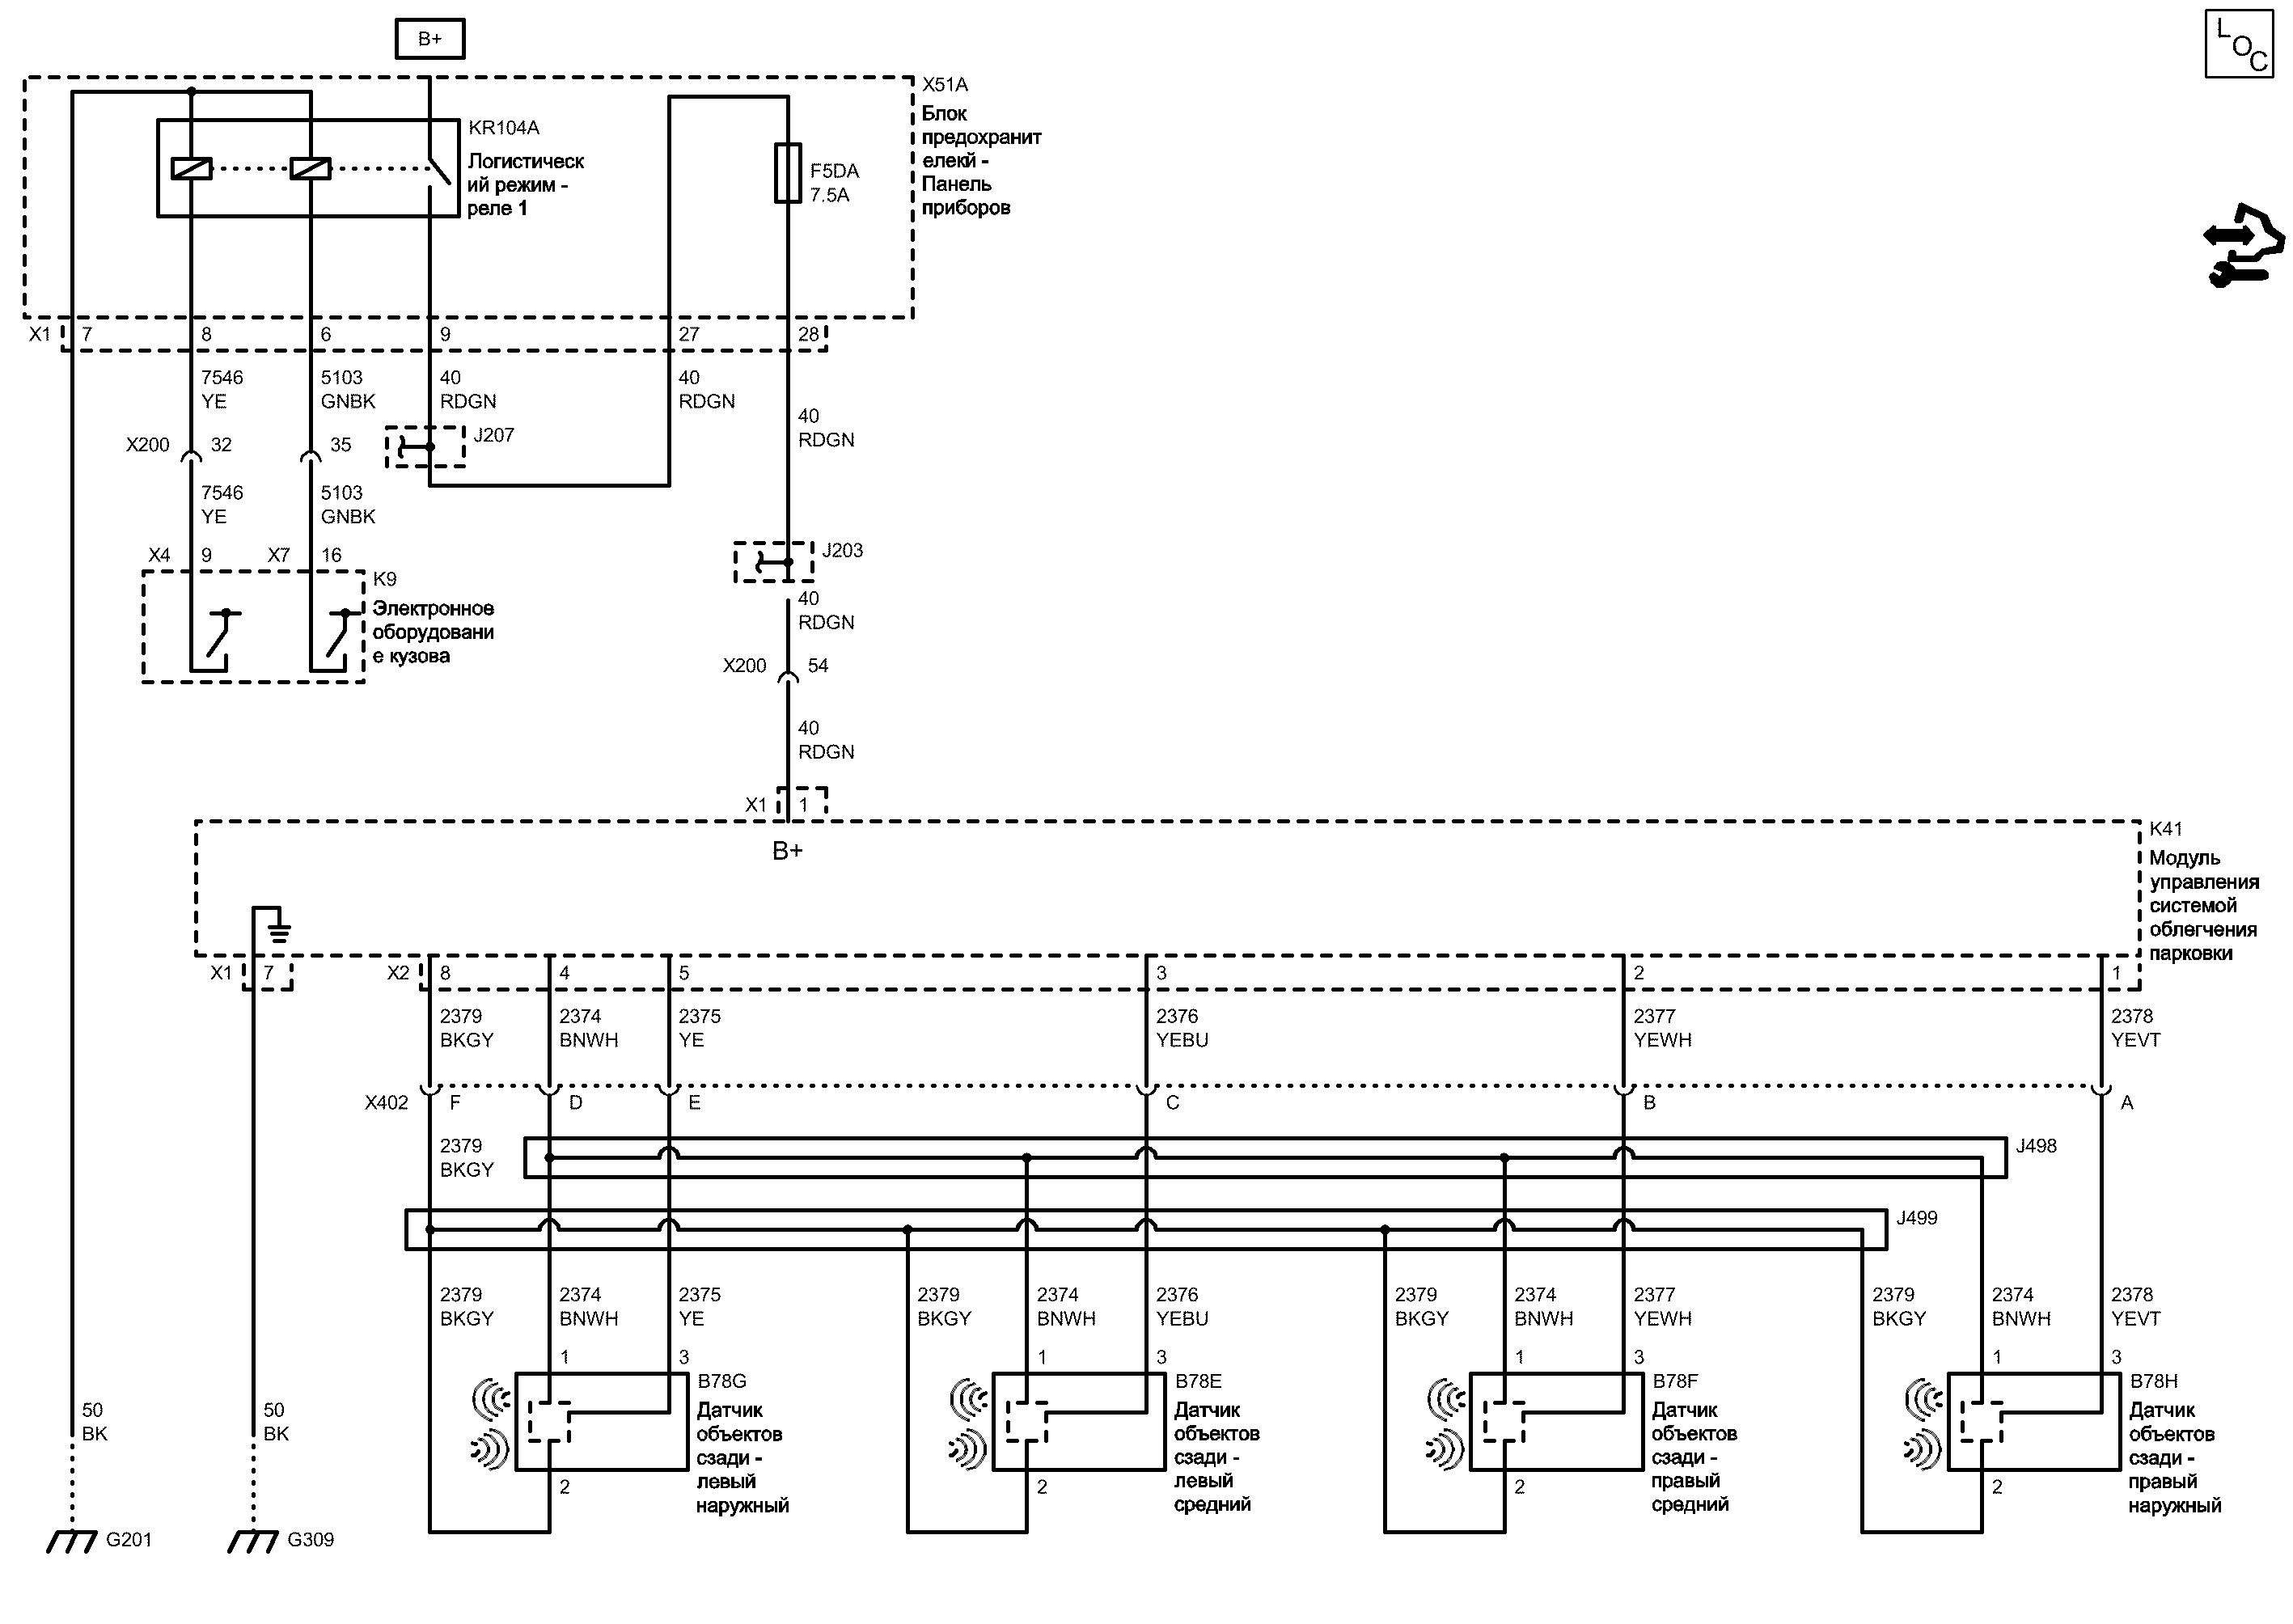 B+
LOC
X51A
Блок
предохранит
елекй -
Панель
приборов
KR104A
Логистическ
ий режим -
реле 1
F5DA
7.5A
X1 7 8 6 9 27 28
7546 5103 40 40
YE GNBK RDGN RDGN
40
RDGN
X200 32 35
J207
7546 5103
YE GNBK
X4 9 X7 16
K9
Электронное
оборудовани
е кузова
J203
40
RDGN
X200 54
40
RDGN
X1 1
B+
K41
Модуль
управления
системой
облегчения
парковки
X1 7 X2 8 4 5 3 2 1
2379 2374 2375 2376 2377 2378
BKGY BNWH YE YEBU YEWH YEVT
X402 F D E C B A
2379
BKGY
J498
J499
2379 2374 2375 2379 2374 2376 2379 2374 2377 2379 2374 2378
BKGY BNWH YE BKGY BNWH YEBU BKGY BNWH YEWH BKGY BNWH YEVT
1 3 1 3 1 3 1 3
B78G
Датчик
объектов
сзади -
левый
наружный
B78E
Датчик
объектов
сзади -
левый
средний
B78F
Датчик
объектов
сзади -
правый
средний
B78H
Датчик
объектов
сзади -
правый
наружный
50 50
BK BK
2 2 2 2
G201 G309